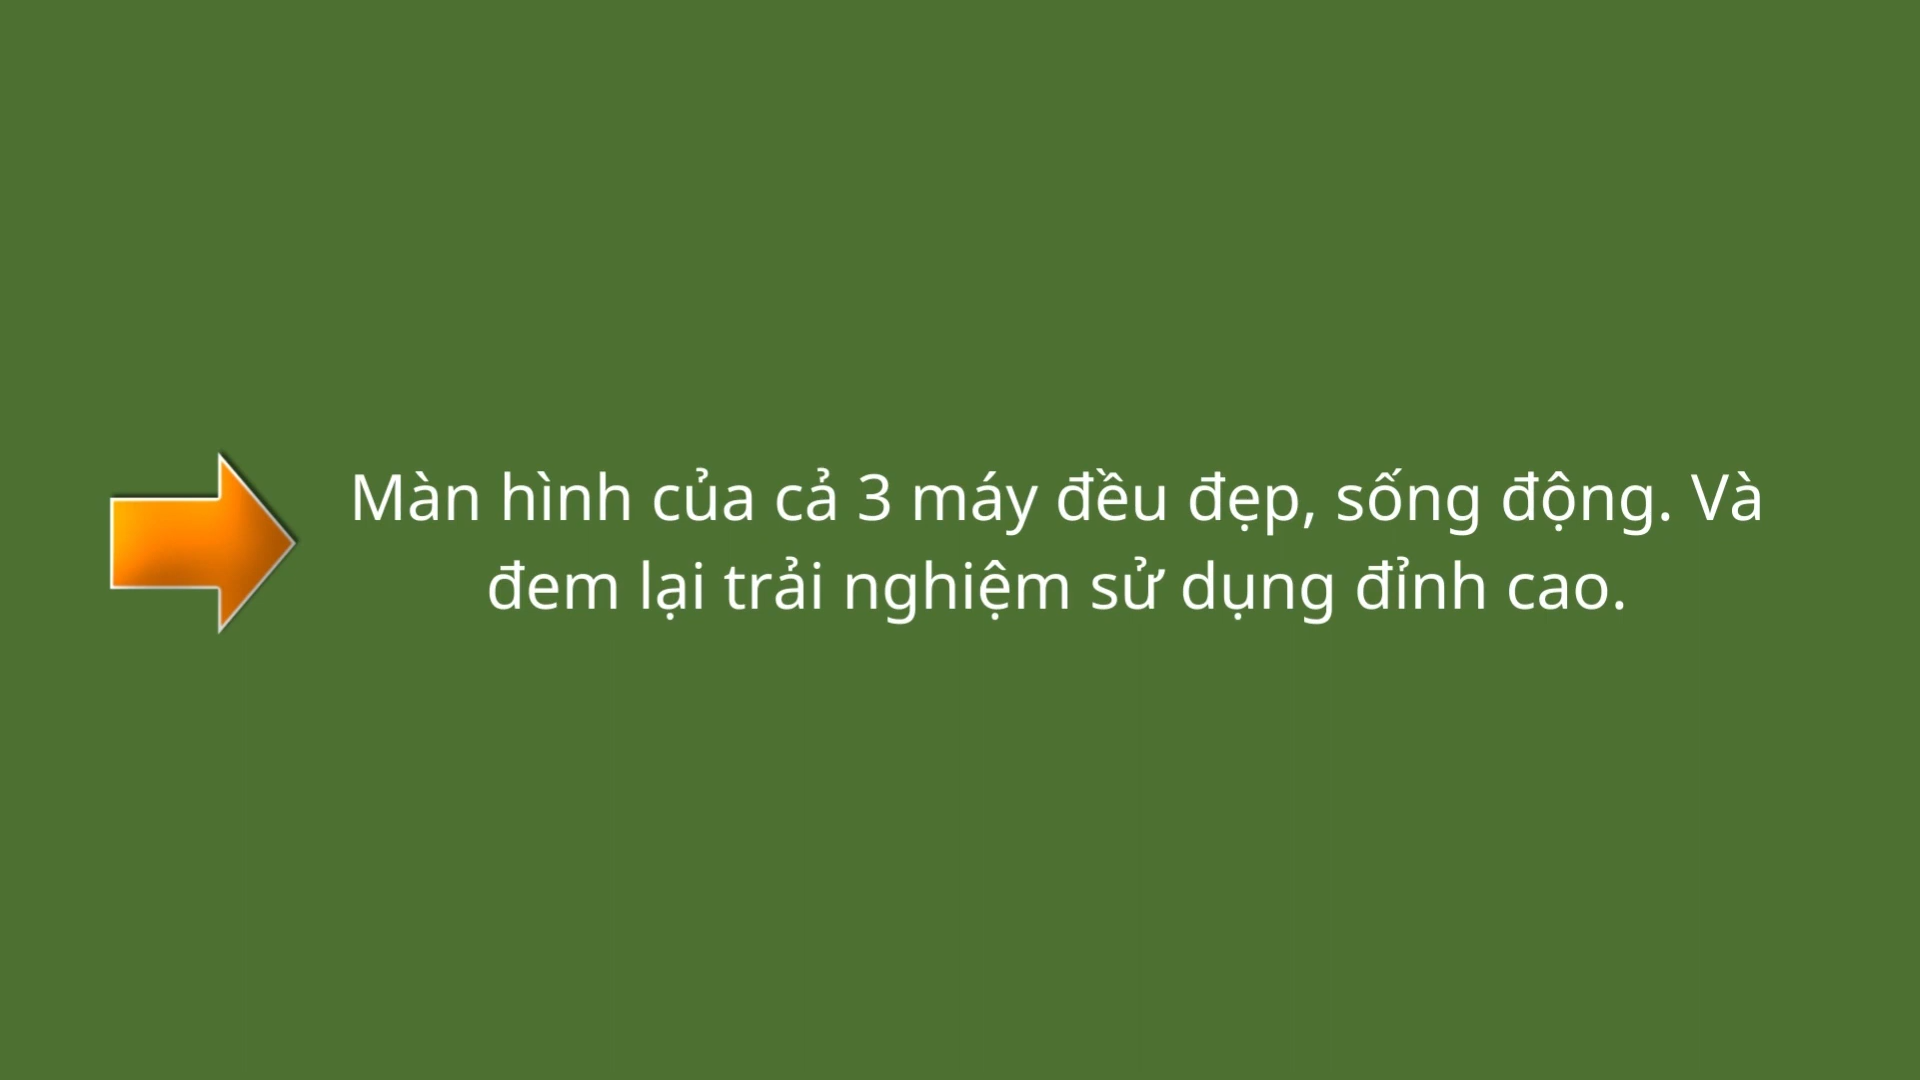 Màn hình của cả 3 máy đều đẹp, sống động. Và
đem lại trải nghiệm sử dụng đỉnh cao.